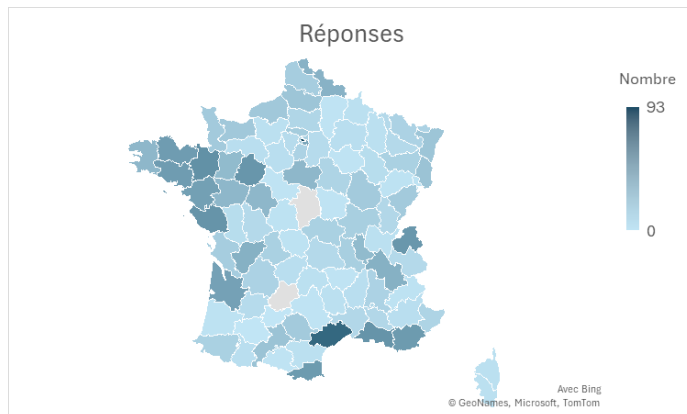 Réponses
Nombre
93
0
Avec Bing
© GeoNames, Microsoft, TomTom